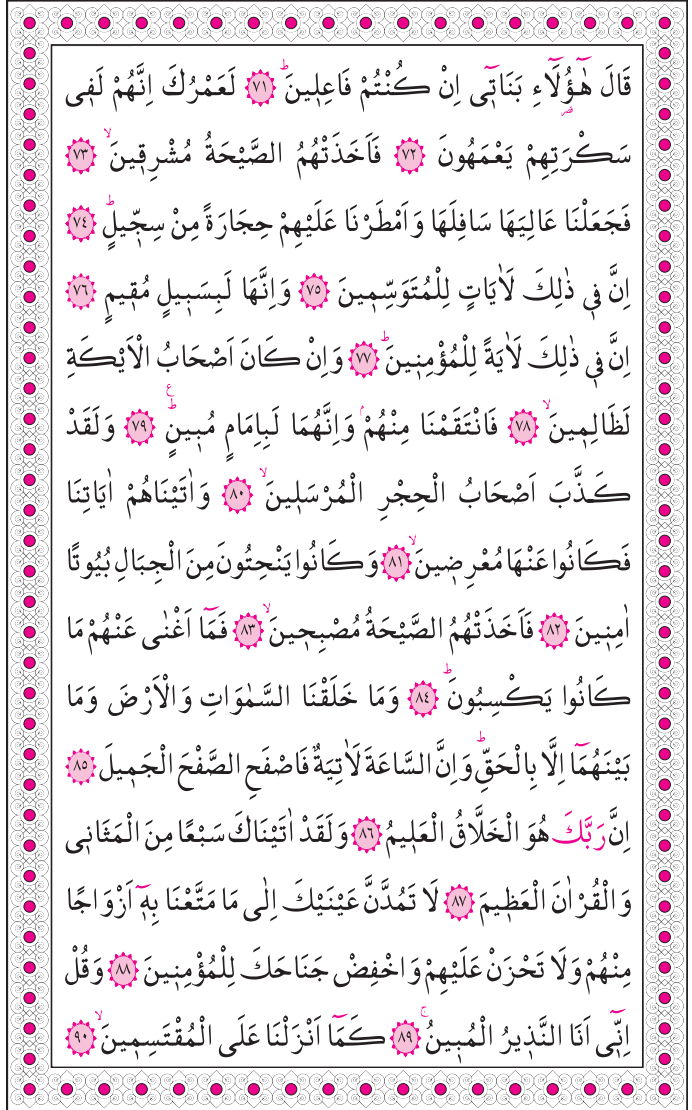 قَالَ هٰٓؤُ۬لَٓاءِ بَنَات۪ٓي اِنْ كُنْتُمْ فَاعِل۪ينَۜ ﴿٧١﴾ لَعَمْرُكَ اِنَّهُمْ لَف۪ي
سَكْرَتِهِمْ يَعْمَهُونَ ﴿٧٢﴾ فَاَخَذَتْهُمُ الصَّيْحَةُ مُشْرِق۪ينَۙ ﴿٧٣﴾
فَجَعَلْنَا عَالِيَهَا سَافِلَهَا وَاَمْطَرْنَا عَلَيْهِمْ حِجَارَةً مِنْ سِجّ۪يلٍۜ ﴿٧٤﴾
اِنَّ ف۪ي ذٰلِكَ لَاٰيَاتٍ لِلْمُتَوَسِّم۪ينَ ﴿٧٥﴾ وَاِنَّهَا لَبِسَب۪يلٍ مُق۪يمٍ ﴿٧٦﴾
اِنَّ ف۪ي ذٰلِكَ لَاٰيَةً لِلْمُؤْمِن۪ينَۜ ﴿٧٧﴾ وَاِنْ كَانَ اَصْحَابُ الْاَيْكَةِ
لَظَالِم۪ينَۙ ﴿٧٨﴾ فَانْتَقَمْنَا مِنْهُمْۢ وَاِنَّهُمَا لَبِاِمَامٍ مُب۪ينٍۜ۟ ﴿٧٩﴾ وَلَقَدْ
كَذَّبَ اَصْحَابُ الْحِجْرِ الْمُرْسَل۪ينَۙ ﴿٨٠﴾ وَاٰتَيْنَاهُمْ اٰيَاتِنَا
فَكَانُوا عَنْهَا مُعْرِض۪ينَۙ ﴿٨١﴾ وَكَانُوا يَنْحِتُونَ مِنَ الْجِبَالِ بُيُوتًا
اٰمِن۪ينَ ﴿٨٢﴾ فَاَخَذَتْهُمُ الصَّيْحَةُ مُصْبِح۪ينَۙ ﴿٨٣﴾ فَمَٓا اَغْنٰى عَنْهُمْ مَا
كَانُوا يَكْسِبُونَۜ ﴿٨٤﴾ وَمَا خَلَقْنَا السَّمٰوَاتِ وَالْاَرْضَ وَمَا
بَيْنَهُمَٓا اِلَّا بِالْحَقِّۜ وَاِنَّ السَّاعَةَ لَاٰتِيَةٌ فَاصْفَحِ الصَّفْحَ الْجَم۪يلَ ﴿٨٥﴾
اِنَّ رَبَّكَ هُوَ الْخَلَّاقُ الْعَل۪يمُ ﴿٨٦﴾ وَلَقَدْ اٰتَيْنَاكَ سَبْعًا مِنَ الْمَثَان۪ي
وَالْقُرْاٰنَ الْعَظ۪يمَ ﴿٨٧﴾ لَا تَمُدَّنَّ عَيْنَيْكَ اِلٰى مَا مَتَّعْنَا بِه۪ٓ اَزْوَاجًا
مِنْهُمْ وَلَا تَحْزَنْ عَلَيْهِمْ وَاخْفِضْ جَنَاحَكَ لِلْمُؤْمِن۪ينَ ﴿٨٨﴾ وَقُلْ
اِنّ۪ٓي اَنَا النَّذ۪يرُ الْمُب۪ينُۚ ﴿٨٩﴾ كَمَٓا اَنْزَلْنَا عَلَى الْمُقْتَسِم۪ينَۙ ﴿٩٠﴾